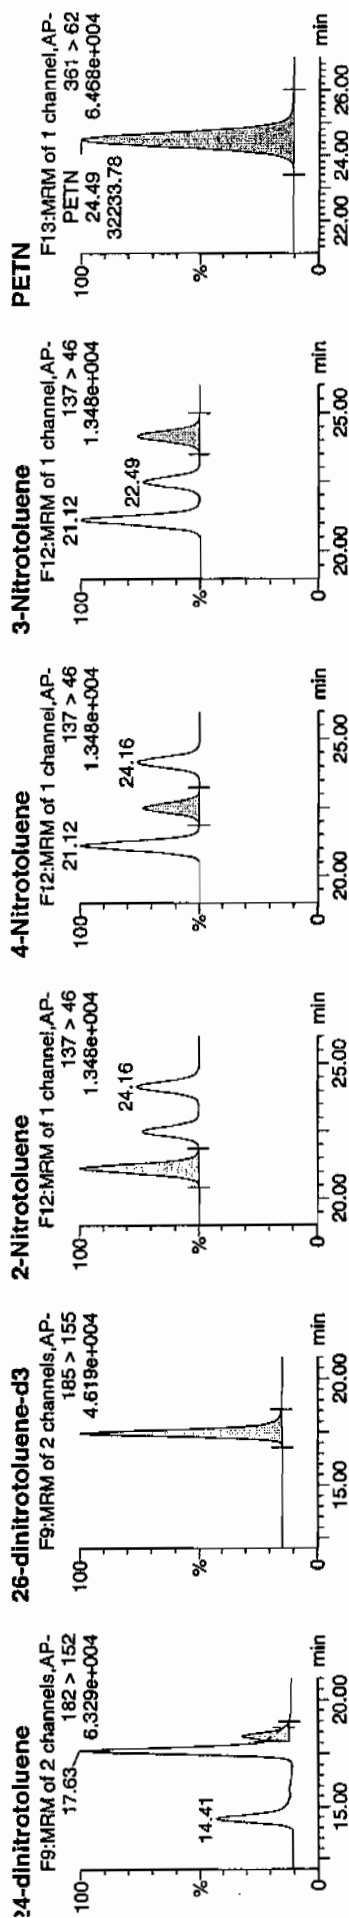 24-dinitrotoluene
F9:MRM of 2 channels,AP-
182 > 152
6.329e+004
17.63
14.41
100
%
0
15.00
20.00
min
26-dinitrotoluene-d3
F9:MRM of 2 channels,AP-
185 > 155
4.619e+004
100
%
0
15.00
20.00
min
2-Nitrotoluene
F12:MRM of 1 channel,AP-
137 > 46
1.348e+004
24.16
100
%
0
20.00
25.00
min
4-Nitrotoluene
F12:MRM of 1 channel,AP-
137 > 46
1.348e+004
21.12
24.16
100
%
0
20.00
25.00
min
3-Nitrotoluene
F12:MRM of 1 channel,AP-
137 > 46
1.348e+004
21.12
22.49
100
%
0
20.00
25.00
min
PETN
F13:MRM of 1 channel,AP-
361 > 62
6.468e+004
PETN
24.49
32233.78
100
%
0
22.00
24.00
26.00
min